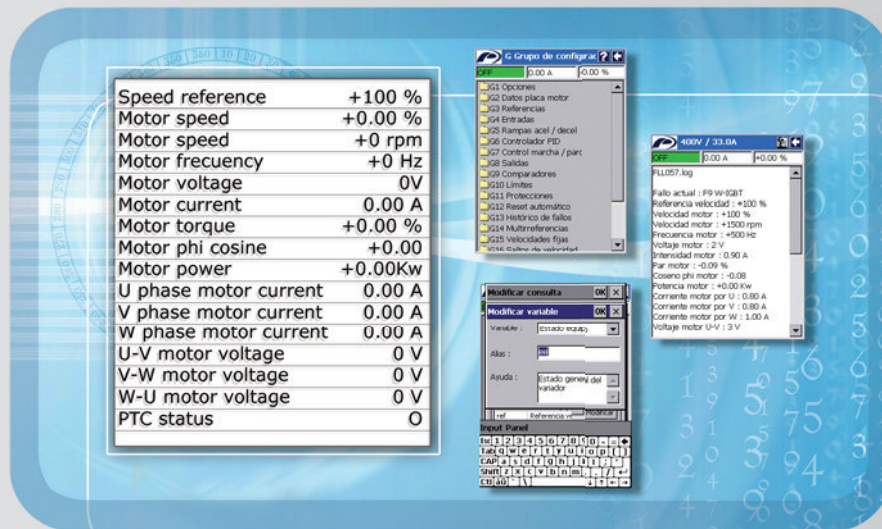 Speed reference +100 %
Motor speed +0.00 %
Motor speed +0 rpm
Motor frecuency +0 Hz
Motor voltage 0V
Motor current 0.00 A
Motor torque +0.00 %
Motor phi cosine +0.00
Motor power +0.00Kw
U phase motor current 0.00 A
V phase motor current 0.00 A
W phase motor current 0.00 A
U-V motor voltage 0 V
V-W motor voltage 0 V
W-U motor voltage 0 V
PTC status O
G Grupo de configurac
OFF 0.00 A -0.00 %
G1 Opciones
G2 Datos placa motor
G3 Referencias
G4 Entradas
G5 Rampas acel / decel
G6 Controlador PID
G7 Control marcha / parc
G8 Salidas
G9 Comparadores
G10 Límites
G11 Protecciones
G12 Reset automático
G13 Histórico de fallos
G14 Multirreferencias
G15 Velocidades fijas
G16 Saltos de velocidad
Modificar consulta OK
Modificar variable OK
Variable : Estado equip
Alias :
Ayuda : Estado general del
variador
ref Referencia ve Modificar
Input Panel
400V / 33.0A
OFF 0.00 A +0.00 %
FLL057.log
Fallo actual : F9 W-IGBT
Referencia velocidad : +100 %
Velocidad motor : +100 %
Velocidad motor : +1500 rpm
Frecuencia motor : +500 Hz
Voltaje motor : 2 V
Intensidad motor : 0.90 A
Par motor : -0.09 %
Coseno phi motor : -0.08
Potencia motor : +0.00 Kw
Corriente motor por U : 0.80 A
Corriente motor por V : 0.80 A
Corriente motor por W : 1.00 A
Voltaje motor U-V : 3 V